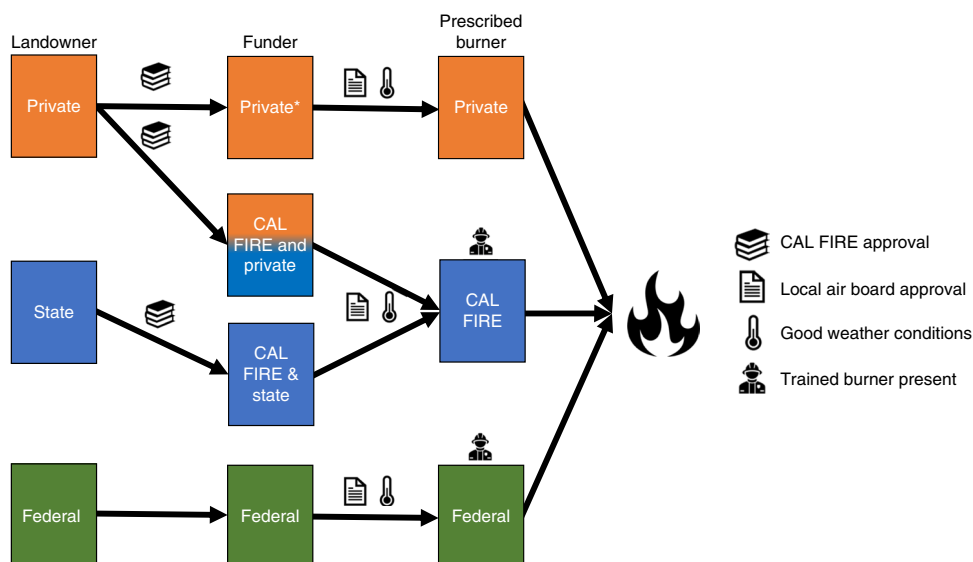 Landowner
Funder
Prescribed
burner
Private
Private*
Private
CAL
FIRE and
private
State
CAL
FIRE &
state
CAL
FIRE
Federal
Federal
Federal
CAL FIRE approval
Local air board approval
Good weather conditions
Trained burner present